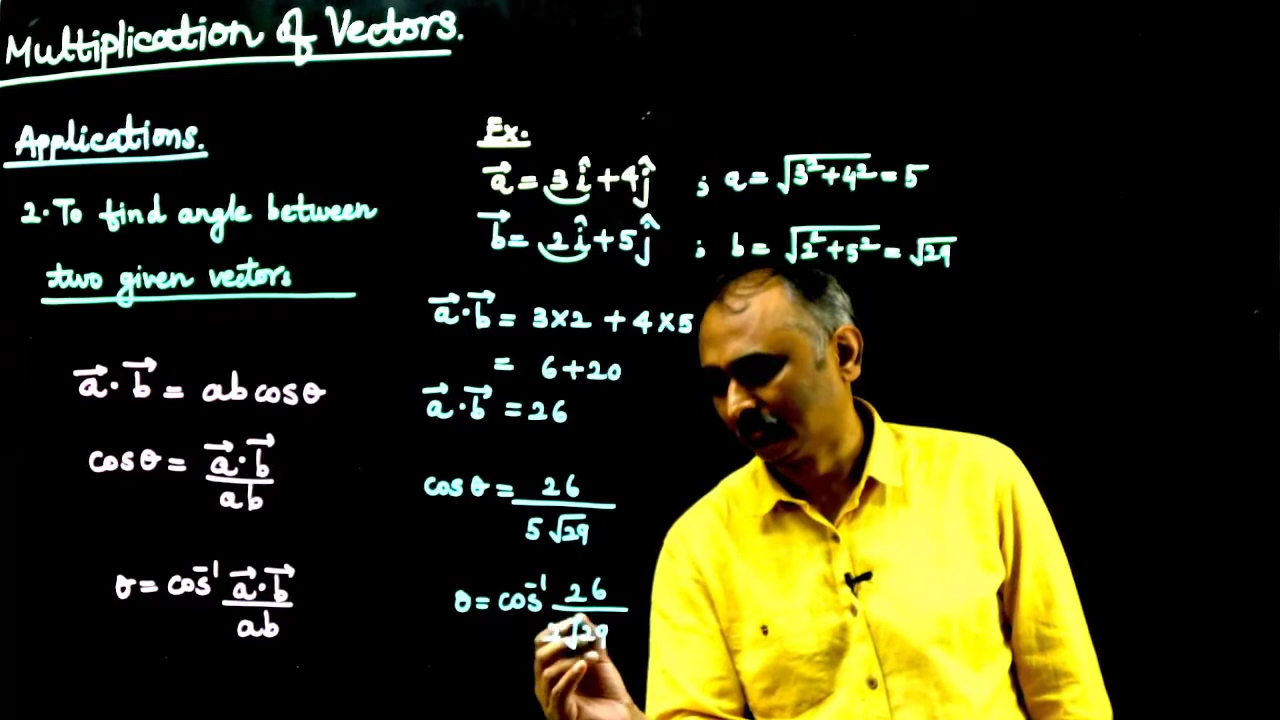 Multiplication of Vectors.
Applications.
2. To find angle between
two given vectors
a⃗·b⃗ = ab cosθ
cosθ = a⃗·b⃗ / ab
θ = cos⁻¹ a⃗·b⃗ / ab
Ex.
a⃗ = 3î + 4ĵ ; a = √(3²+4²) = 5
b⃗ = 2î + 5ĵ ; b = √(2²+5²) = √29
a⃗·b⃗ = 3×2 + 4×5
= 6+20
a⃗·b⃗ = 26
cosθ = 26 / 5√29
θ = cos⁻¹ 26 / 5√29